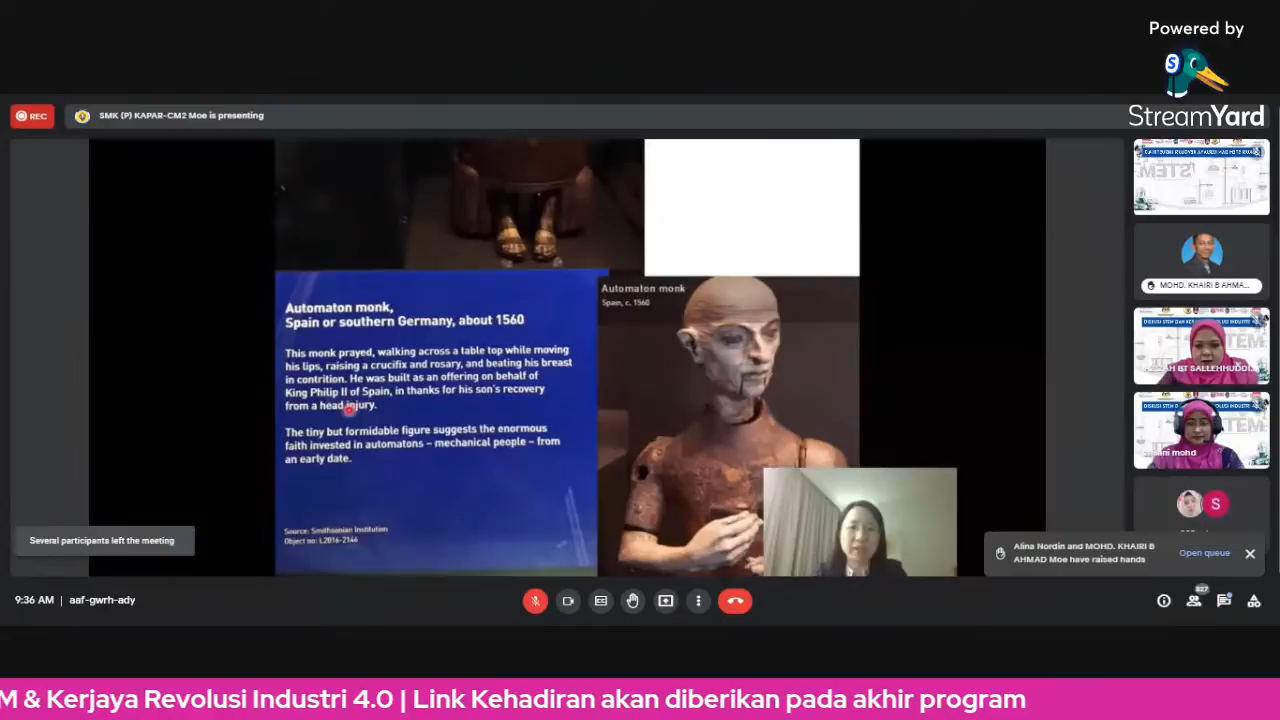 Powered by
StreamYard
REC
SMK (P) KAPAR-CM2 Moe is presenting
STEM
MOHD. KHAIRI B AHMA...
Automaton monk
Spain, c. 1560
Automaton monk,
Spain or southern Germany, about 1560
This monk prayed, walking across a table top while moving
his lips, raising a crucifix and rosary, and beating his breast
in contrition. He was built as an offering on behalf of
King Philip II of Spain, in thanks for his son's recovery
from a head injury.
The tiny but formidable figure suggests the enormous
faith invested in automatons – mechanical people – from
an early date.
Source: Smithsonian Institution
Object no: L2016-2146
BT SALLEHHUDDI...
mohd
S
Several participants left the meeting
Alina Nordin and MOHD. KHAIRI B
AHMAD Moe have raised hands
Open queue
9:36 AM | aaf-gwrh-ady
827
M & Kerjaya Revolusi Industri 4.0 | Link Kehadiran akan diberikan pada akhir program